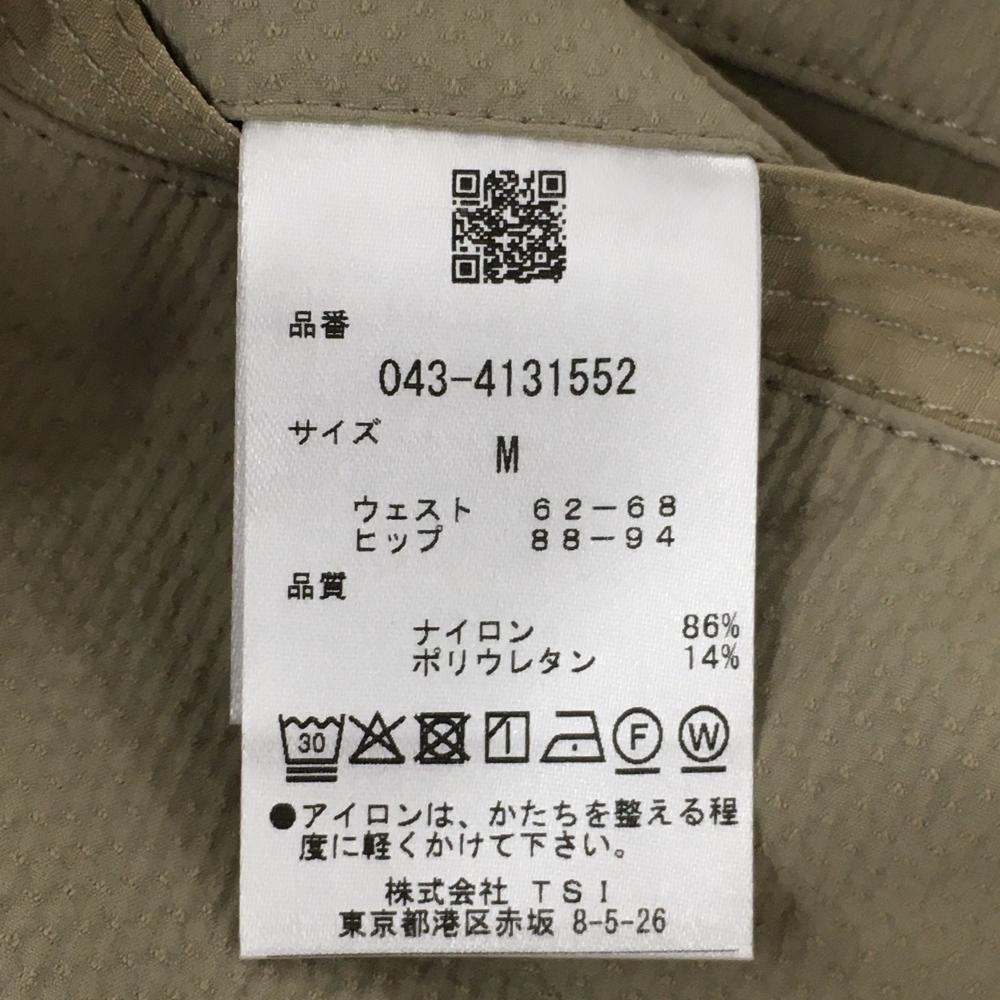 品番
043-4131552
サイズ
M
ウェスト 62-68
ヒップ 88-94
品質
ナイロン 86%
ポリウレタン 14%
30 F W
●アイロンは、かたちを整える程
度に軽くかけて下さい。
株式会社 TSI
東京都港区赤坂 8-5-26